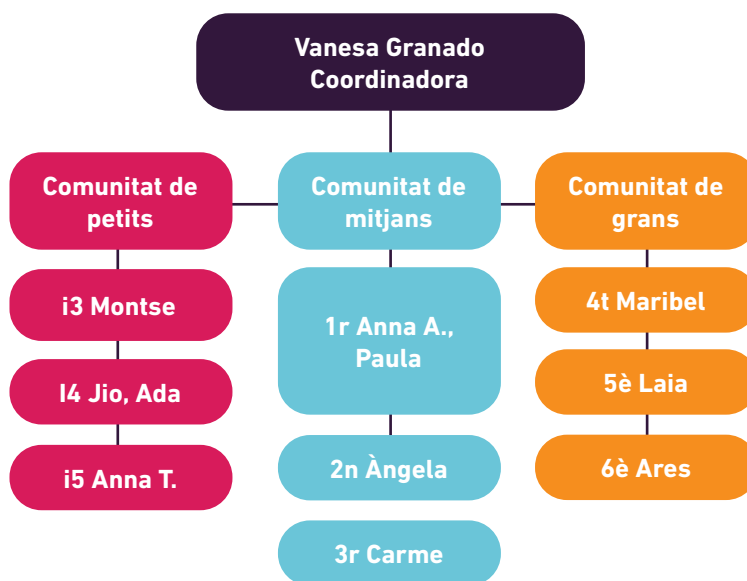 Vanesa Granado
Coordinadora
Comunitat de
petits
i3 Montse
I4 Jio, Ada
i5 Anna T.
Comunitat de
mitjans
1r Anna A.,
Paula
2n Àngela
3r Carme
Comunitat de
grans
4t Maribel
5è Laia
6è Ares